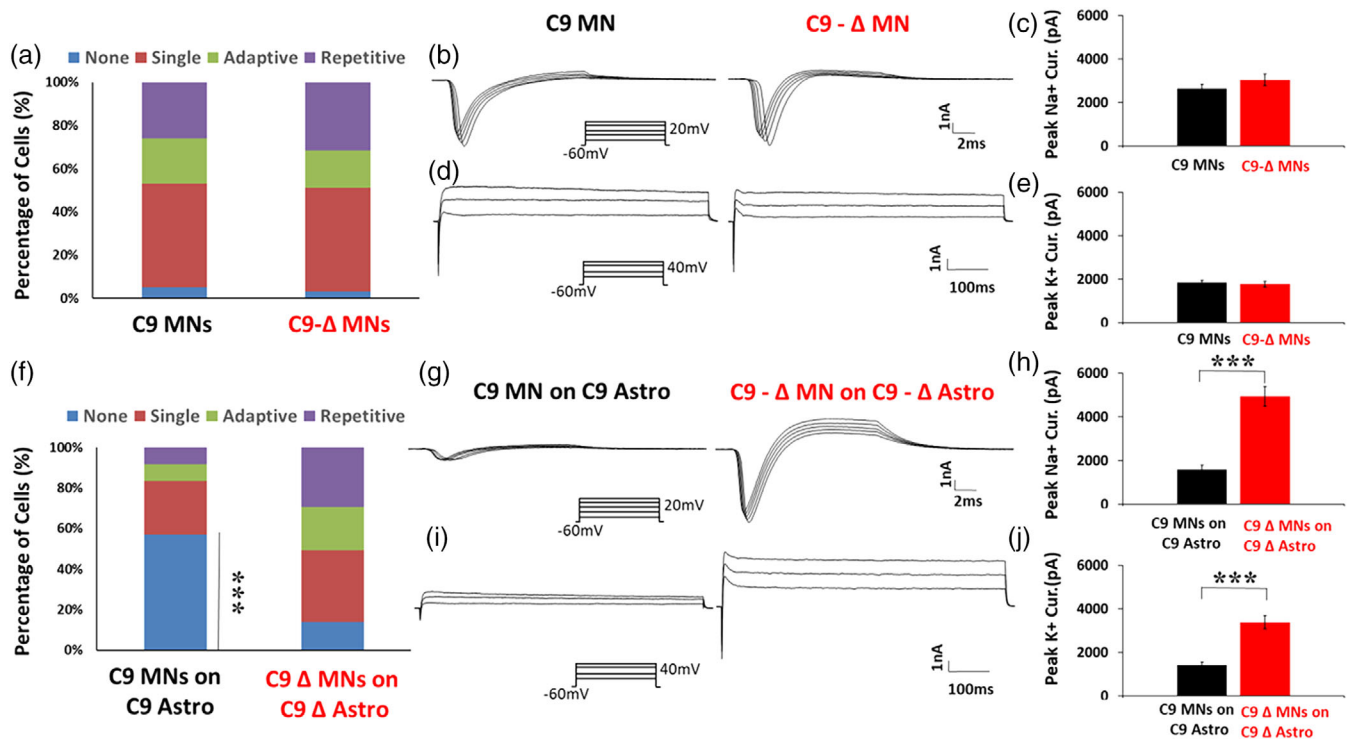 C9 MN
C9 - Δ MN
(a)
None Single Adaptive Repetitive
Percentage of Cells (%)
100%
80%
60%
40%
20%
0%
C9 MNs
C9-Δ MNs
(b)
20mV
-60mV
1nA
2ms
(c)
Peak Na+ Cur. (pA)
6000
4000
2000
0
C9 MNs
C9-Δ MNs
(d)
40mV
-60mV
1nA
100ms
(e)
Peak K+ Cur. (pA)
6000
4000
2000
0
C9 MNs
C9-Δ MNs
(f)
None Single Adaptive Repetitive
Percentage of Cells (%)
100%
80%
60%
40%
20%
0%
***
C9 MNs on
C9 Astro
C9 Δ MNs on
C9 Δ Astro
(g)
C9 MN on C9 Astro
C9 - Δ MN on C9 - Δ Astro
20mV
-60mV
1nA
2ms
(h)
Peak Na+ Cur. (pA)
6000
4000
2000
0
***
C9 MNs on
C9 Astro
C9 Δ MNs on
C9 Δ Astro
(i)
40mV
-60mV
1nA
100ms
(j)
Peak K+ Cur.(pA)
6000
4000
2000
0
***
C9 MNs on
C9 Astro
C9 Δ MNs on
C9 Δ Astro